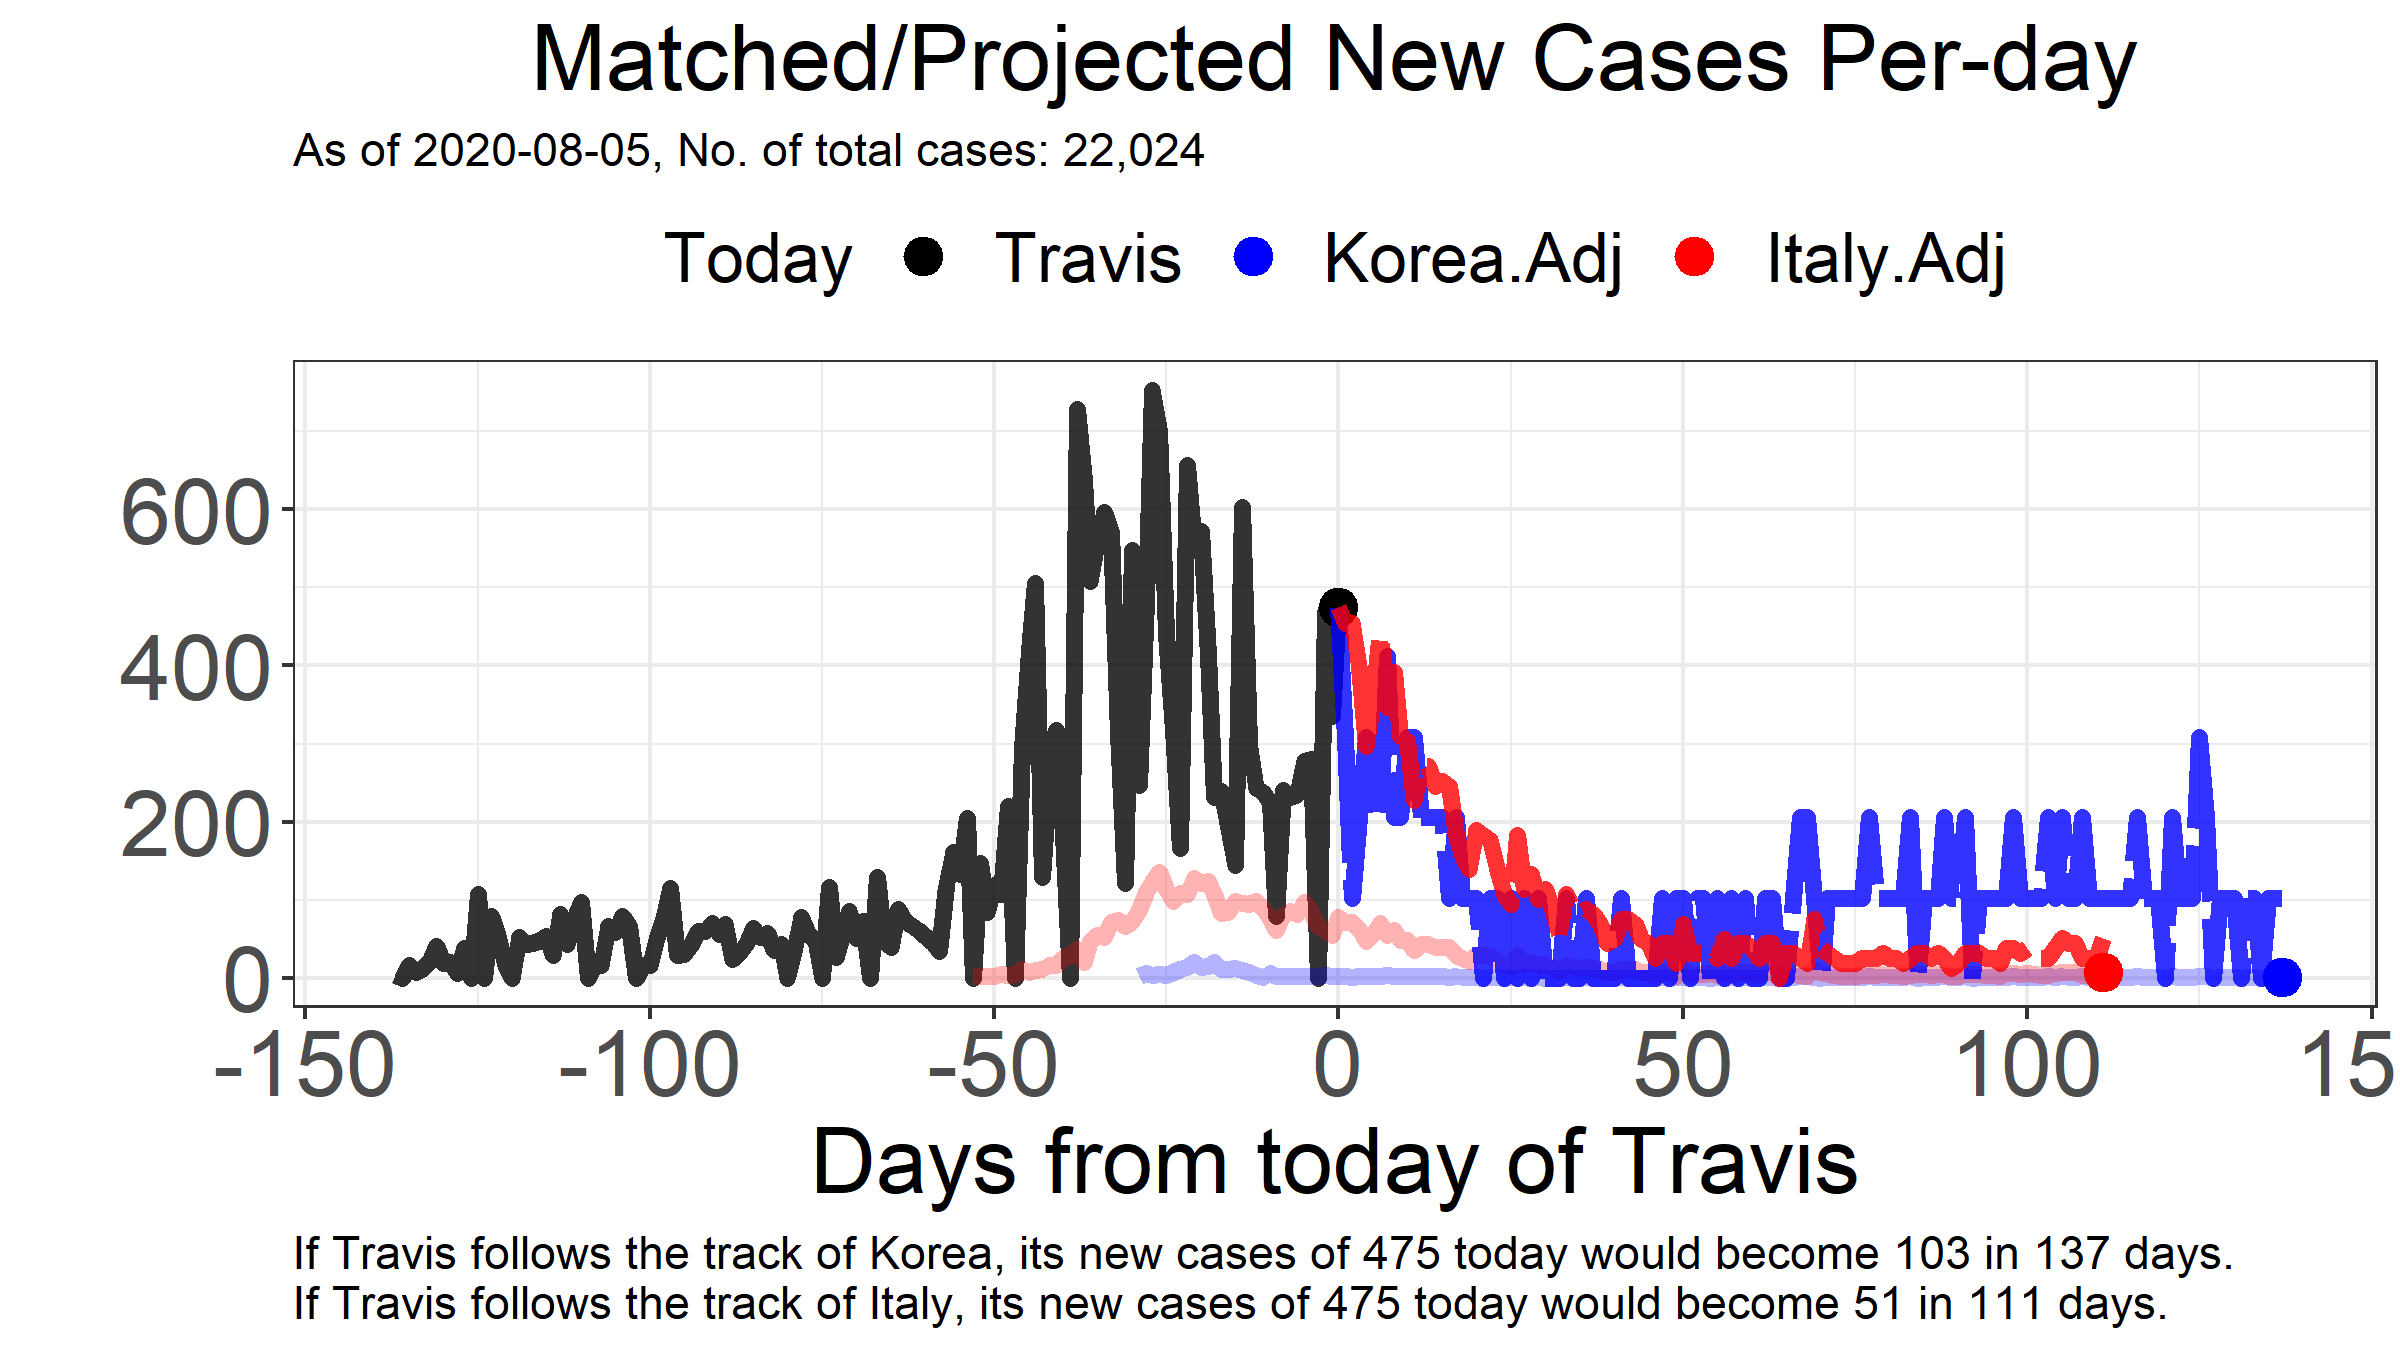 Matched/Projected New Cases Per-day
As of 2020-08-05, No. of total cases: 22,024
Today Travis Korea.Adj Italy.Adj
600
400
200
0
-150 -100 -50 0 50 100 15
Days from today of Travis
If Travis follows the track of Korea, its new cases of 475 today would become 103 in 137 days.
If Travis follows the track of Italy, its new cases of 475 today would become 51 in 111 days.